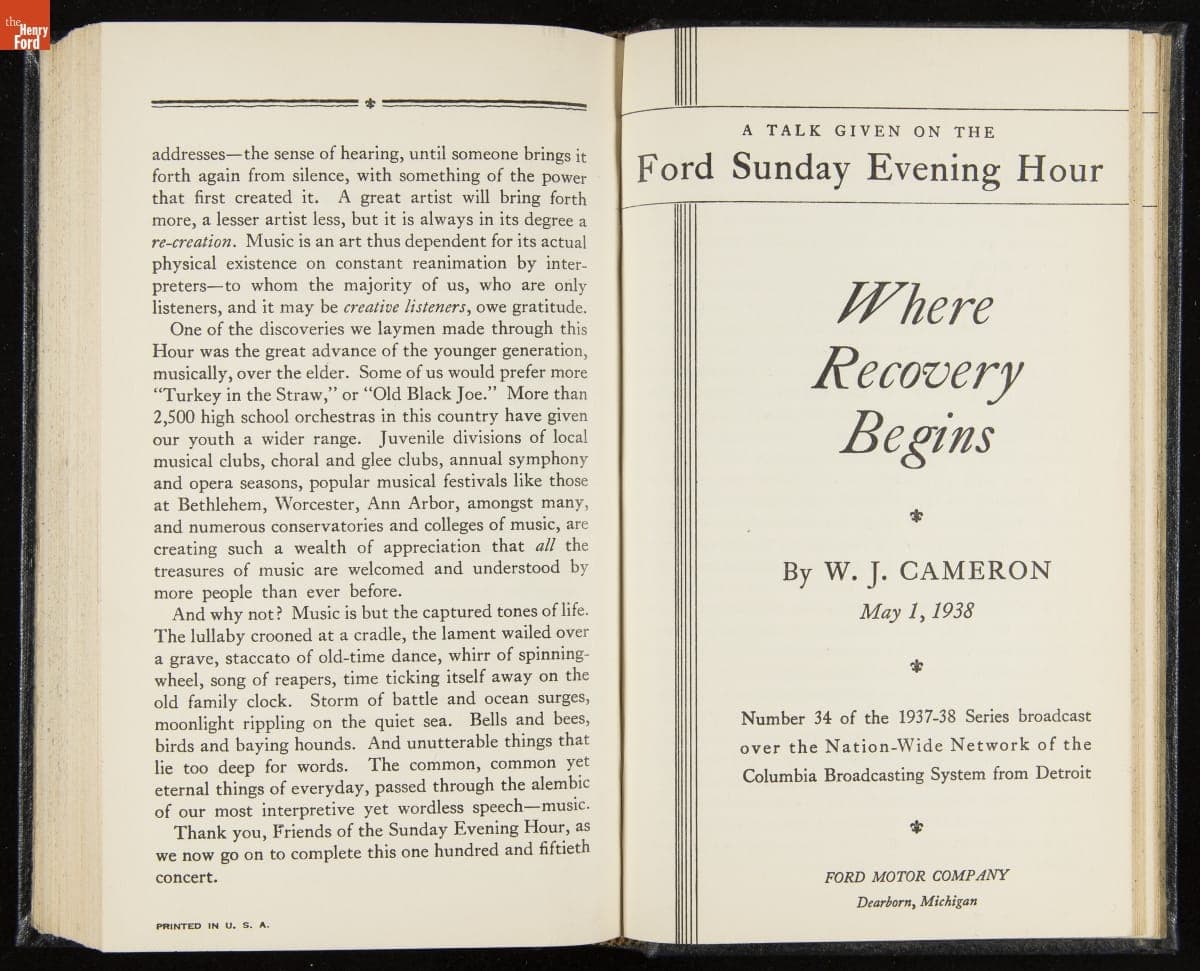 the
Henry
Ford
addresses—the sense of hearing, until someone brings it
forth again from silence, with something of the power
that first created it. A great artist will bring forth
more, a lesser artist less, but it is always in its degree a
re-creation. Music is an art thus dependent for its actual
physical existence on constant reanimation by inter-
preters—to whom the majority of us, who are only
listeners, and it may be creative listeners, owe gratitude.
One of the discoveries we laymen made through this
Hour was the great advance of the younger generation,
musically, over the elder. Some of us would prefer more
“Turkey in the Straw,” or “Old Black Joe.” More than
2,500 high school orchestras in this country have given
our youth a wider range. Juvenile divisions of local
musical clubs, choral and glee clubs, annual symphony
and opera seasons, popular musical festivals like those
at Bethlehem, Worcester, Ann Arbor, amongst many,
and numerous conservatories and colleges of music, are
creating such a wealth of appreciation that all the
treasures of music are welcomed and understood by
more people than ever before.
And why not? Music is but the captured tones of life.
The lullaby crooned at a cradle, the lament wailed over
a grave, staccato of old-time dance, whirr of spinning-
wheel, song of reapers, time ticking itself away on the
old family clock. Storm of battle and ocean surges,
moonlight rippling on the quiet sea. Bells and bees,
birds and baying hounds. And unutterable things that
lie too deep for words. The common, common yet
eternal things of everyday, passed through the alembic
of our most interpretive yet wordless speech—music.
Thank you, Friends of the Sunday Evening Hour, as
we now go on to complete this one hundred and fiftieth
concert.
PRINTED IN U. S. A.
A TALK GIVEN ON THE
Ford Sunday Evening Hour
Where
Recovery
Begins
By W. J. CAMERON
May 1, 1938
Number 34 of the 1937-38 Series broadcast
over the Nation-Wide Network of the
Columbia Broadcasting System from Detroit
FORD MOTOR COMPANY
Dearborn, Michigan